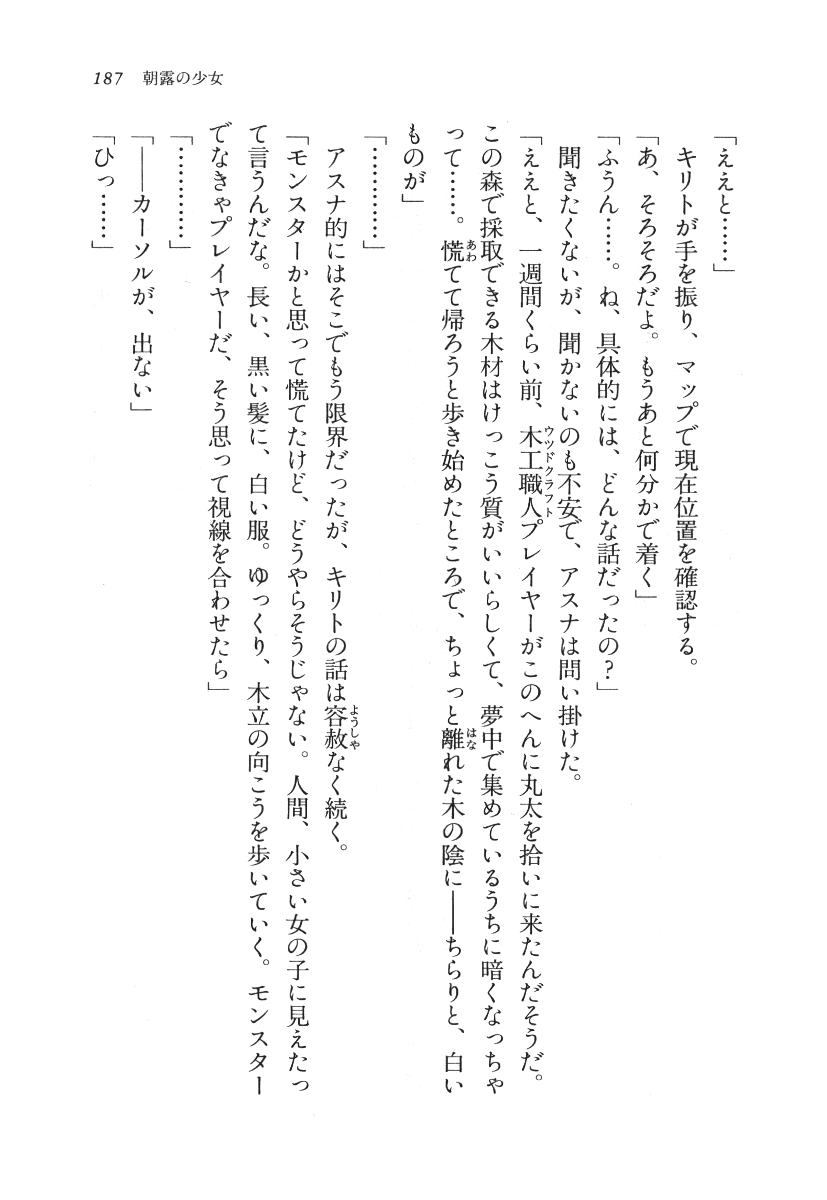 187 朝露の少女
「ええと……」
キリトが手を振り、マップで現在位置を確認する。
「あ、そろそろだよ。もうあと何分かで着く」
「ふうん……。ね、具体的には、どんな話だったの?」
聞きたくないが、聞かないのも不安で、アスナは問い掛けた。
「ええと、一週間くらい前、木工職人プレイヤーがこのへんに丸太を拾いに来たんだそうだ。
ウッドクラフト
この森で採取できる木材はけっこう質がいいらしくて、夢中で集めているうちに暗くなっちゃ
って……。慌てて帰ろうと歩き始めたところで、ちょっと離れた木の陰に――ちらりと、白い
あわ
はな
ものが」
「…………」
アスナ的にはそこでもう限界だったが、キリトの話は容赦なく続く。
ようしゃ
「モンスターかと思って慌てたけど、どうやらそうじゃない。人間、小さい女の子に見えたっ
て言うんだな。長い、黒い髪に、白い服。ゆっくり、木立の向こうを歩いていく。モンスター
でなきゃプレイヤーだ、そう思って視線を合わせたら」
「…………」
「――カーソルが、出ない」
「ひっ……」